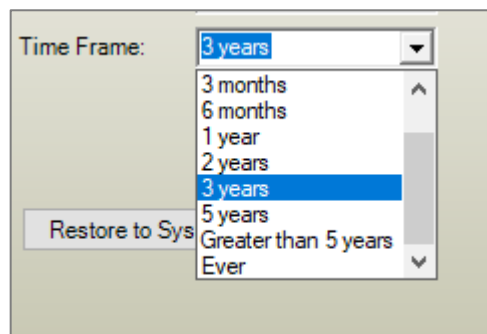 Time Frame:
3 years
3 months
6 months
1 year
2 years
3 years
5 years
Restore to Sys
Greater than 5 years
Ever